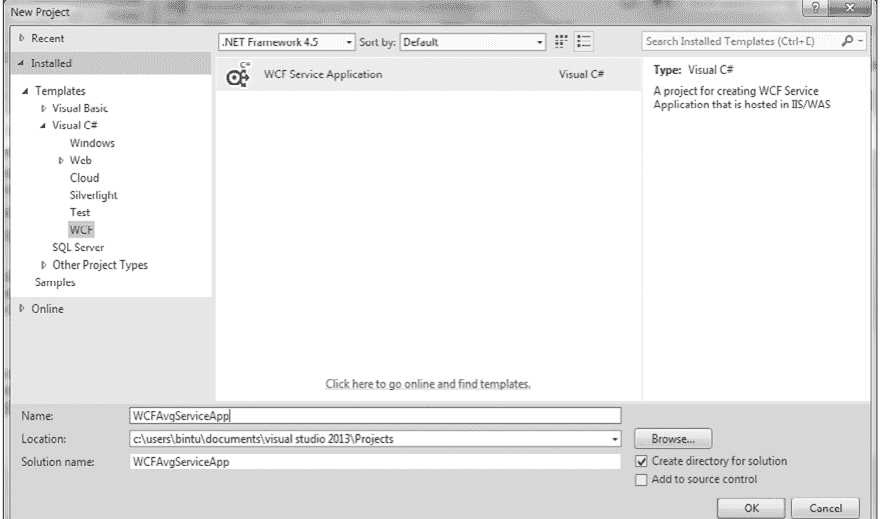 New Project
Recent
.NET Framework 4.5
Sort by: Default
Search Installed Templates (Ctrl+E)
Installed
Templates
Visual Basic
Visual C#
Windows
Web
Cloud
Silverlight
Test
WCF
SQL Server
Other Project Types
Samples
Online
C#
WCF Service Application
Visual C#
Type: Visual C#
A project for creating WCF Service
Application that is hosted in IIS/WAS
Click here to go online and find templates.
Name: WCFAvgServiceApp
Location: c:\users\bintu\documents\visual studio 2013\Projects
Browse...
Solution name: WCFAvgServiceApp
Create directory for solution
Add to source control
OK
Cancel